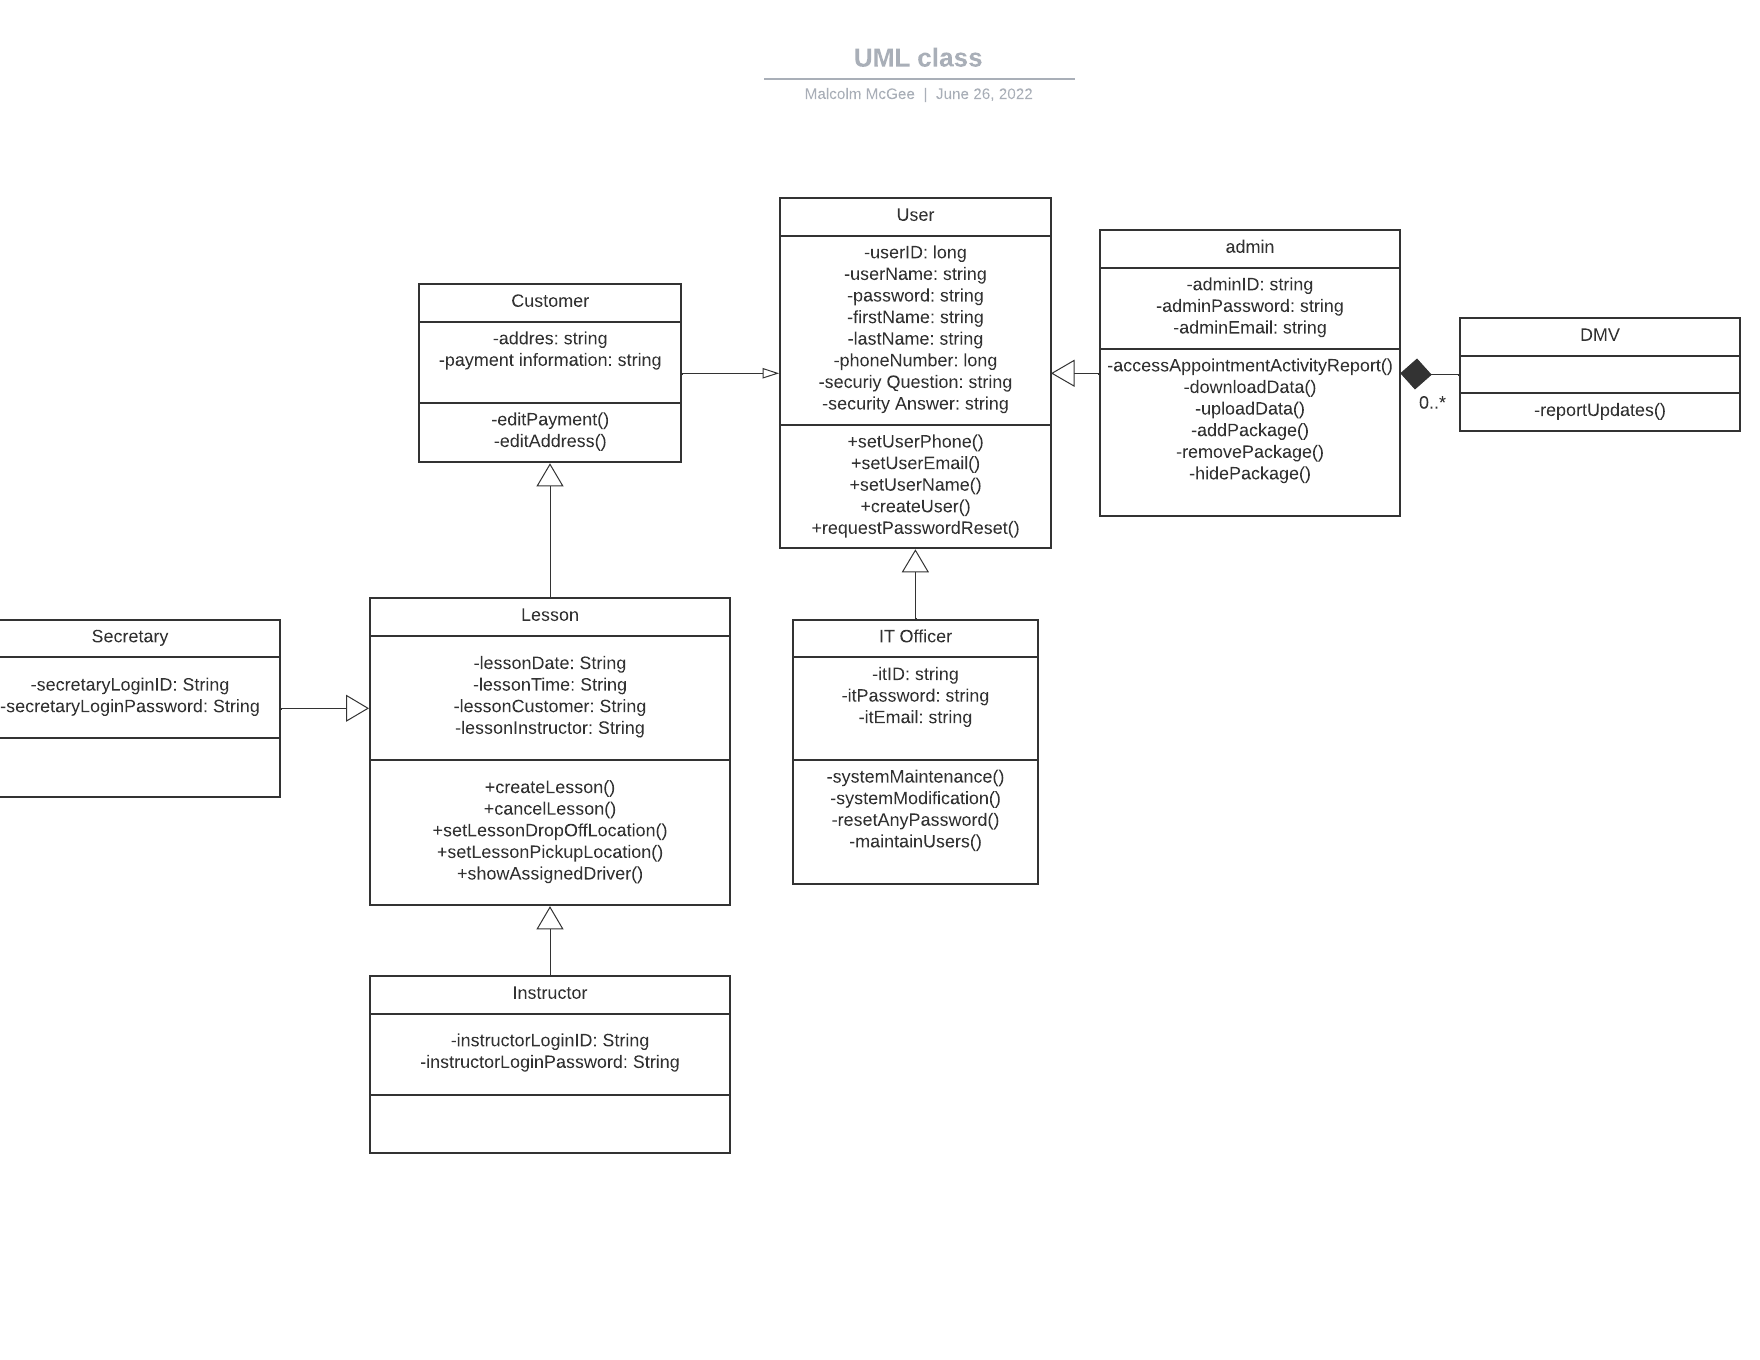 UML class
Malcolm McGee | June 26, 2022
User
-userID: long
-userName: string
-password: string
-firstName: string
-lastName: string
-phoneNumber: long
-securiy Question: string
-security Answer: string
+setUserPhone()
+setUserEmail()
+setUserName()
+createUser()
+requestPasswordReset()
admin
-adminID: string
-adminPassword: string
-adminEmail: string
-accessAppointmentActivityReport()
-downloadData()
-uploadData()
-addPackage()
-removePackage()
-hidePackage()
0..*
DMV
-reportUpdates()
Customer
-addres: string
-payment information: string
-editPayment()
-editAddress()
Secretary
-secretaryLoginID: String
-secretaryLoginPassword: String
Lesson
-lessonDate: String
-lessonTime: String
-lessonCustomer: String
-lessonInstructor: String
+createLesson()
+cancelLesson()
+setLessonDropOffLocation()
+setLessonPickupLocation()
+showAssignedDriver()
IT Officer
-itID: string
-itPassword: string
-itEmail: string
-systemMaintenance()
-systemModification()
-resetAnyPassword()
-maintainUsers()
Instructor
-instructorLoginID: String
-instructorLoginPassword: String